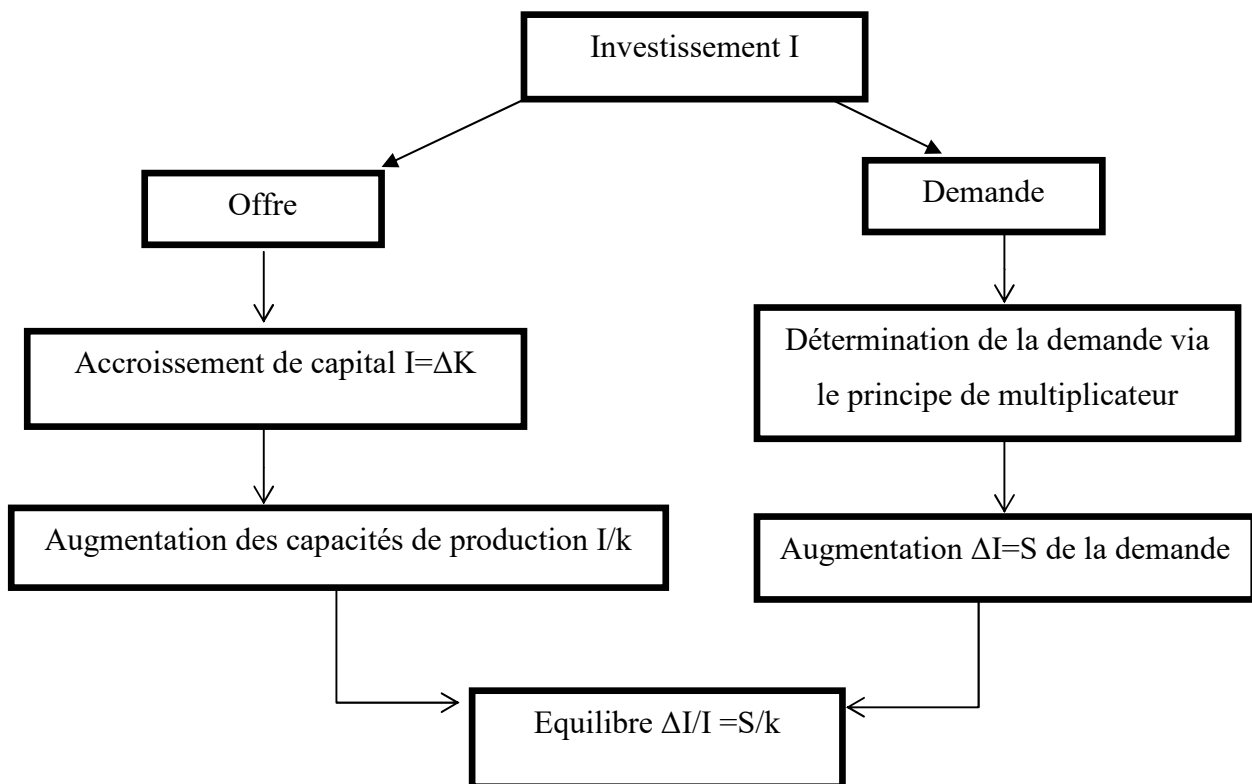 Investissement I
Offre
Demande
Accroissement de capital I=ΔK
Détermination de la demande via
le principe de multiplicateur
Augmentation des capacités de production I/k
Augmentation ΔI=S de la demande
Equilibre ΔI/I =S/k